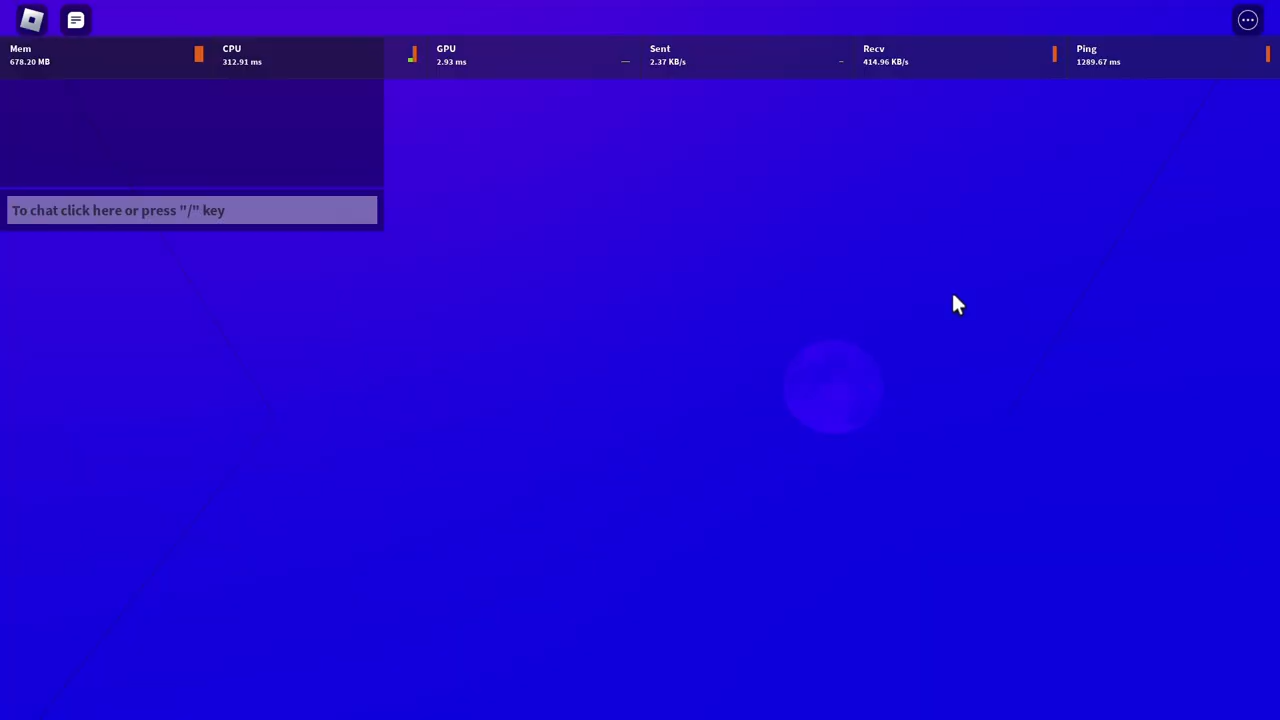 Mem CPU GPU Sent Recv Ping
678.20 MB 312.91 ms 2.93 ms 2.37 KB/s 414.96 KB/s 1289.67 ms
To chat click here or press "/" key